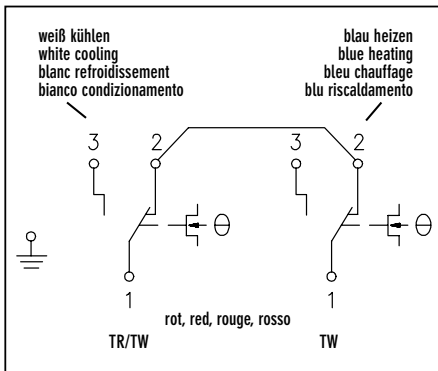 weiß kühlen
white cooling
blanc refroidissement
bianco condizionamento
blau heizen
blue heating
bleu chauffage
blu riscaldamento
3 2 3 2
θ θ
1 1
rot, red, rouge, rosso
TR/TW TW